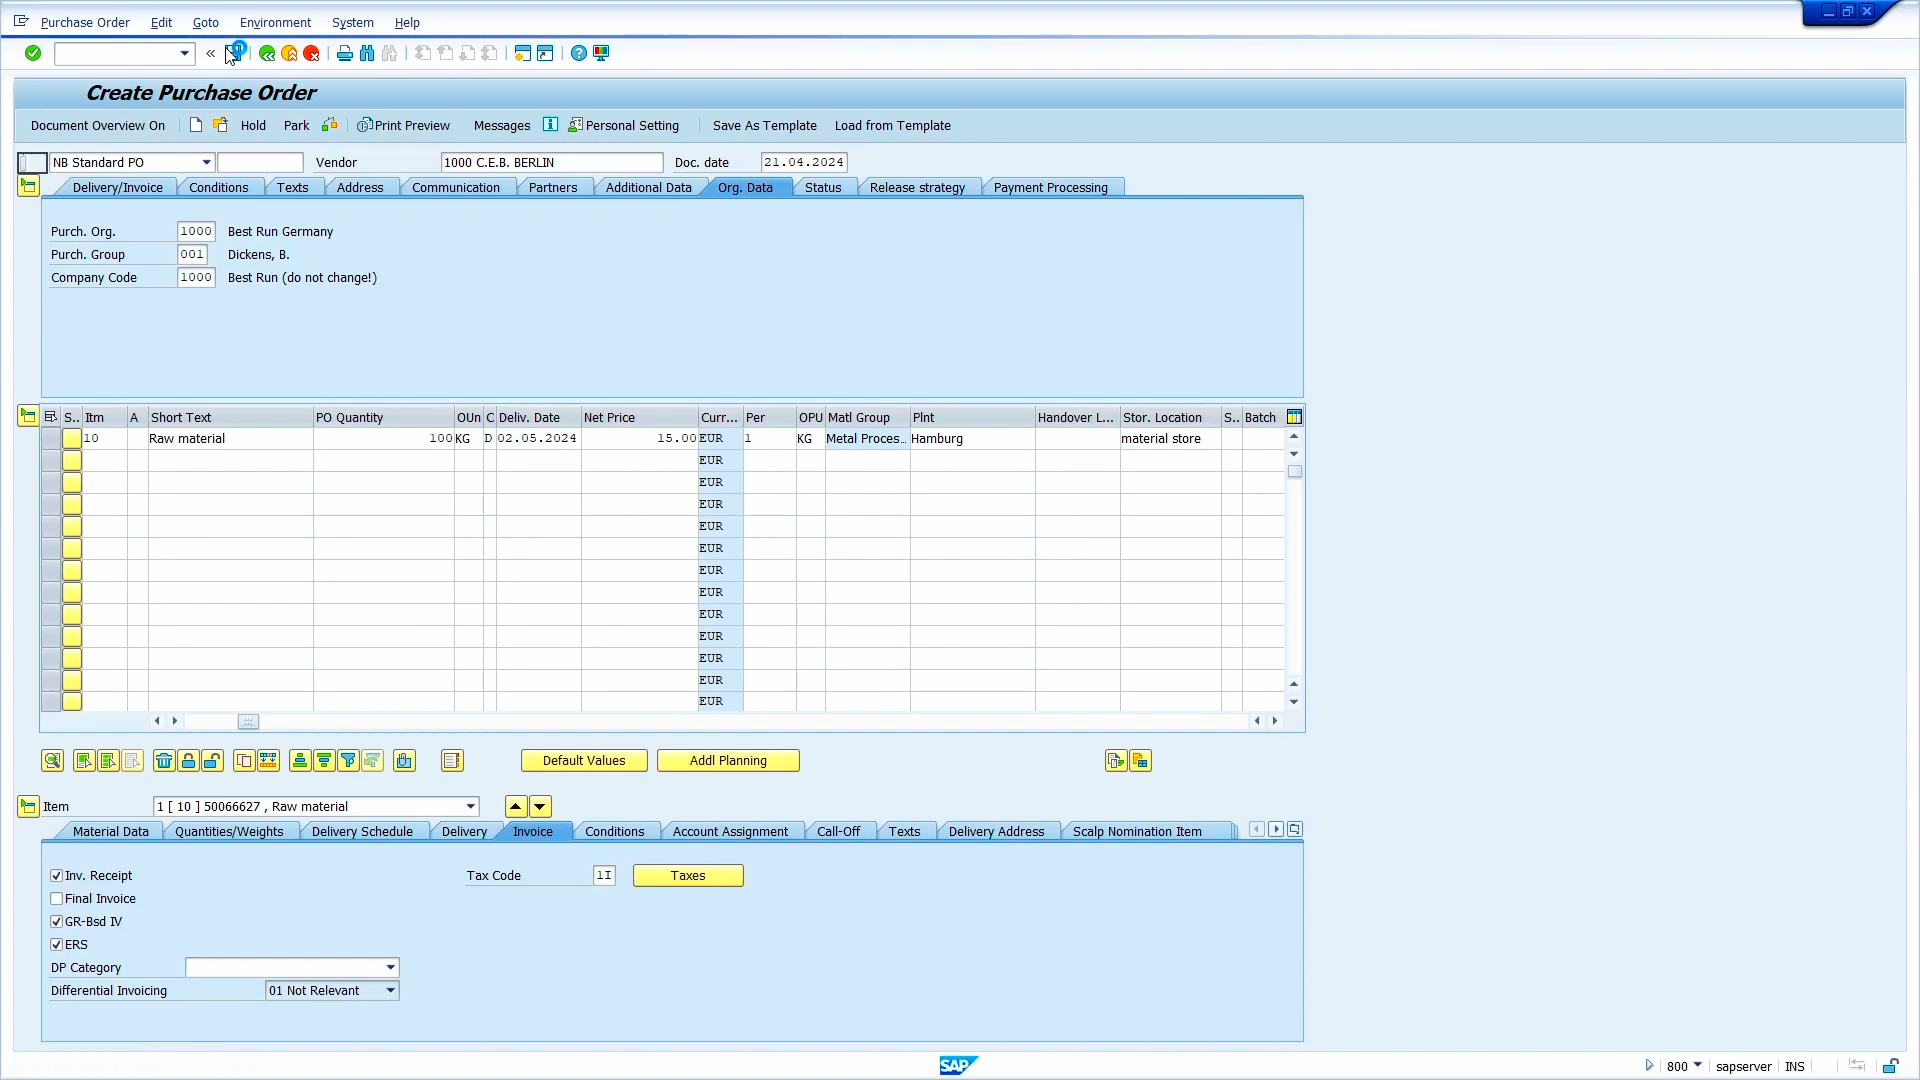 Purchase Order Edit Goto Environment System Help
Create Purchase Order
Document Overview On Hold Park Print Preview Messages Personal Setting Save As Template Load from Template
NB Standard PO Vendor 1000 C.E.B. BERLIN Doc. date 21.04.2024
Delivery/Invoice Conditions Texts Address Communication Partners Additional Data Org. Data Status Release strategy Payment Processing
Purch. Org. 1000 Best Run Germany
Purch. Group 001 Dickens, B.
Company Code 1000 Best Run (do not change!)
S.. Itm A Short Text PO Quantity OUn C Deliv. Date Net Price Curr... Per OPU Matl Group Plnt Handover L... Stor. Location S.. Batch
10 Raw material 100 KG D 02.05.2024 15.00 EUR 1 KG Metal Proces... Hamburg material store
EUR
EUR
EUR
EUR
EUR
EUR
EUR
EUR
EUR
EUR
EUR
EUR
Default Values Addl Planning
Item 1 [ 10 ] 50066627 , Raw material
Material Data Quantities/Weights Delivery Schedule Delivery Invoice Conditions Account Assignment Call-Off Texts Delivery Address Scalp Nomination Item
Inv. Receipt Tax Code 1I Taxes
Final Invoice
GR-Bsd IV
ERS
DP Category
Differential Invoicing 01 Not Relevant
SAP 800 sapserver INS